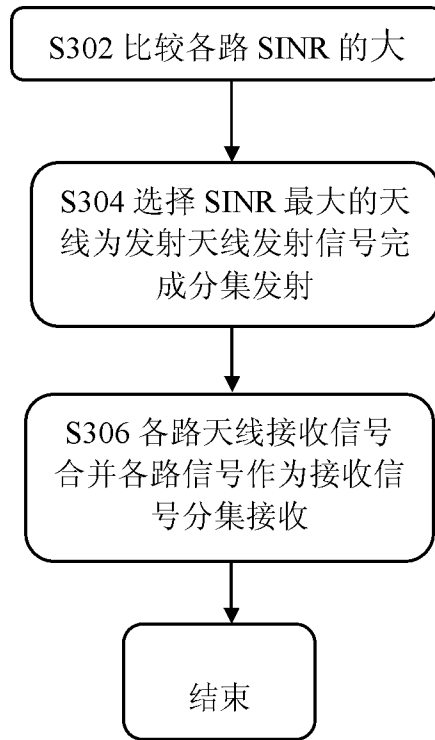 S302 比较各路 SINR 的大
S304 选择 SINR 最大的天
线为发射天线发射信号完
成分集发射
S306 各路天线接收信号
合并各路信号作为接收信
号分集接收
结束